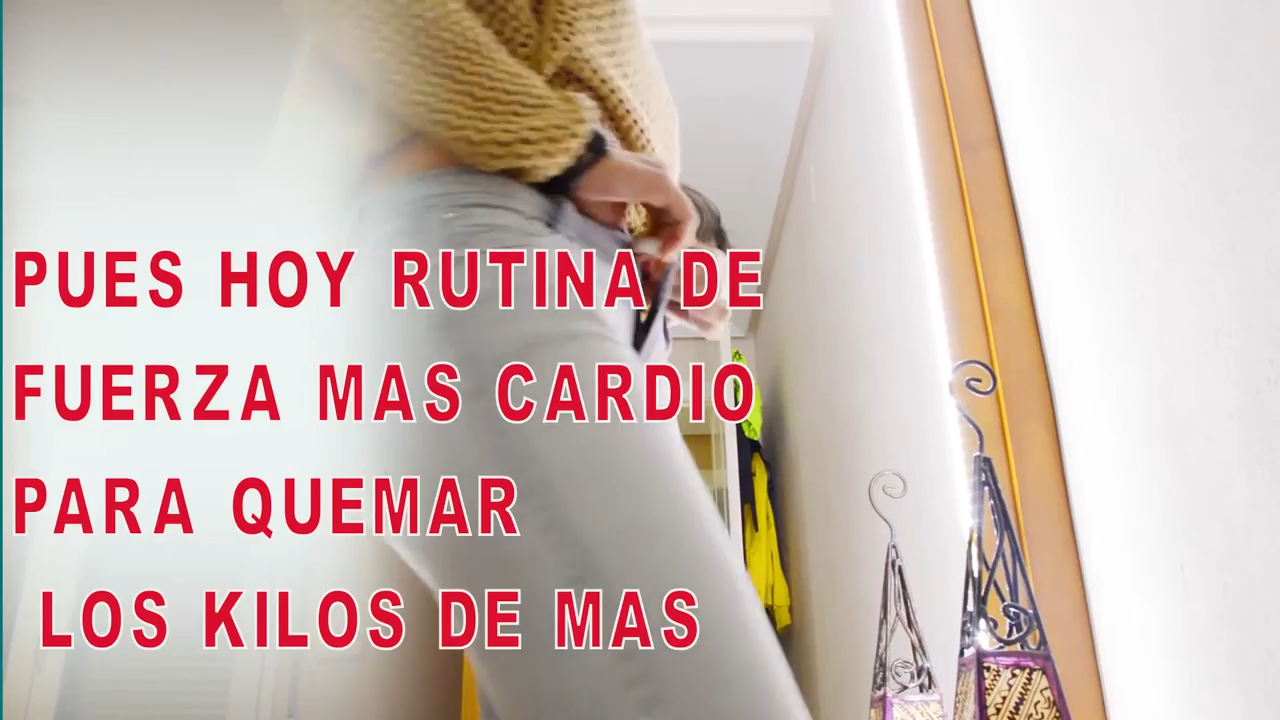 PUES HOY RUTINA DE
FUERZA MAS CARDIO
PARA QUEMAR
LOS KILOS DE MAS